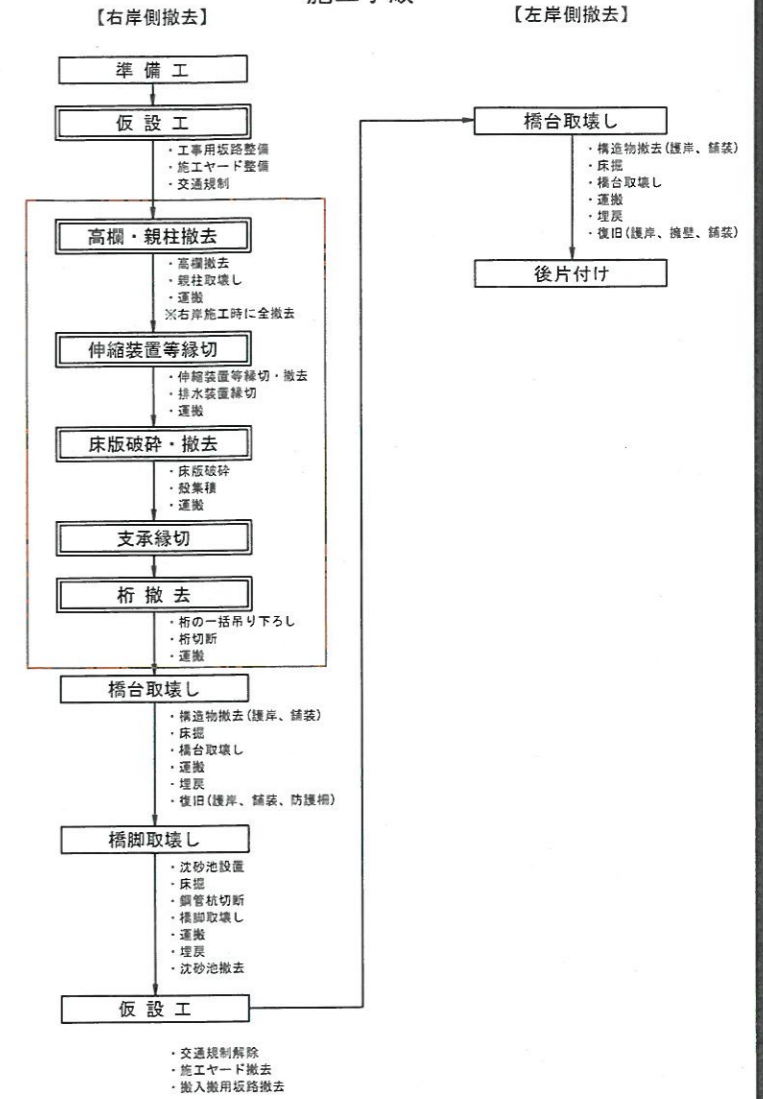 【右岸側撤去】
準備工
仮設工
・工事用坂路整備
・施工ヤード整備
・交通規制
高欄・親柱撤去
・高欄撤去
・親柱取壊し
・運搬
※右岸施工時に全撤去
伸縮装置等縁切
・伸縮装置等縁切・撤去
・排水装置縁切
・運搬
床版破砕・撤去
・床版破砕
・殻集積
・運搬
支承縁切
桁撤去
・桁の一括吊り下ろし
・桁切断
・運搬
橋台取壊し
・構造物撤去(護岸、舗装)
・床掘
・橋台取壊し
・運搬
・埋戻
・復旧(護岸、舗装、防護柵)
橋脚取壊し
・沈砂池設置
・床掘
・鋼管杭切断
・橋脚取壊し
・運搬
・埋戻
・沈砂池撤去
仮設工
・交通規制解除
・施工ヤード撤去
・搬入搬用坂路撤去
【左岸側撤去】
橋台取壊し
・構造物撤去(護岸、舗装)
・床掘
・橋台取壊し
・運搬
・埋戻
・復旧(護岸、擁壁、舗装)
後片付け